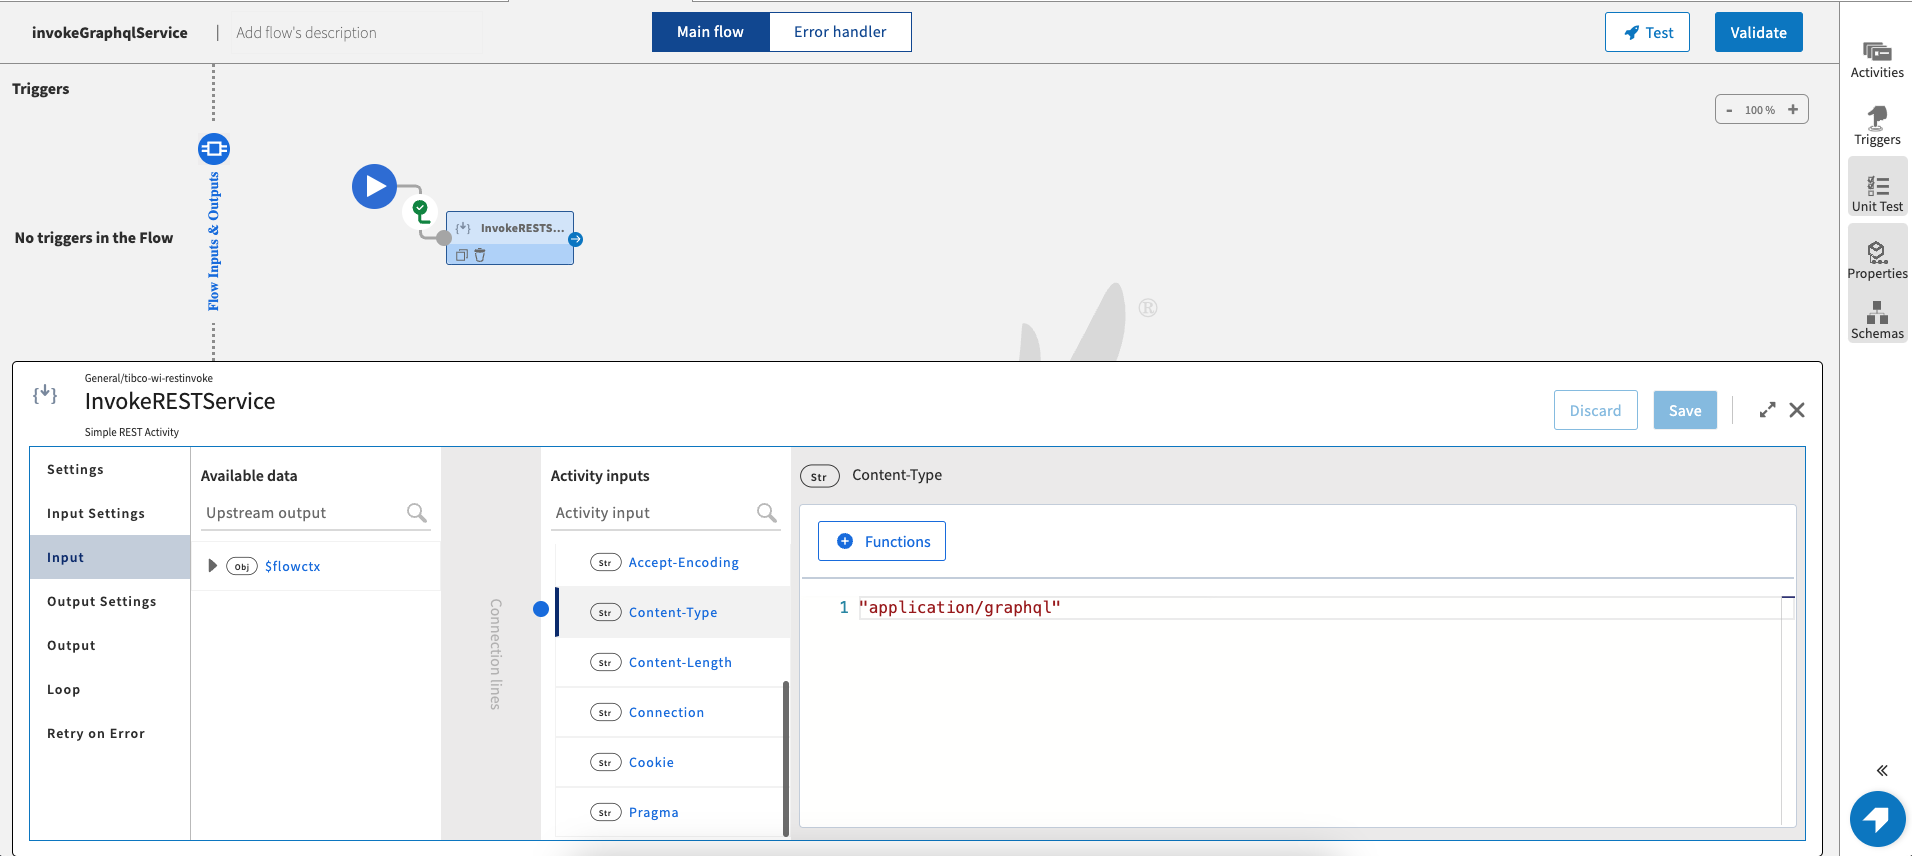 invokeGraphqlService | Add flow's description
Main flow
Error handler
Test
Validate
Activities
Triggers
Unit Test
Properties
Schemas
Triggers
- 100 % +
Flow Inputs & Outputs
No triggers in the Flow
InvokeRESTS...
®
General/tibco-wi-restinvoke
InvokeRESTService
Simple REST Activity
Discard
Save
Settings
Input Settings
Input
Output Settings
Output
Loop
Retry on Error
Available data
Upstream output
Obj $flowctx
Connection lines
Activity inputs
Activity input
Str Accept-Encoding
Str Content-Type
Str Content-Length
Str Connection
Str Cookie
Str Pragma
Str Content-Type
Functions
1 "application/graphql"